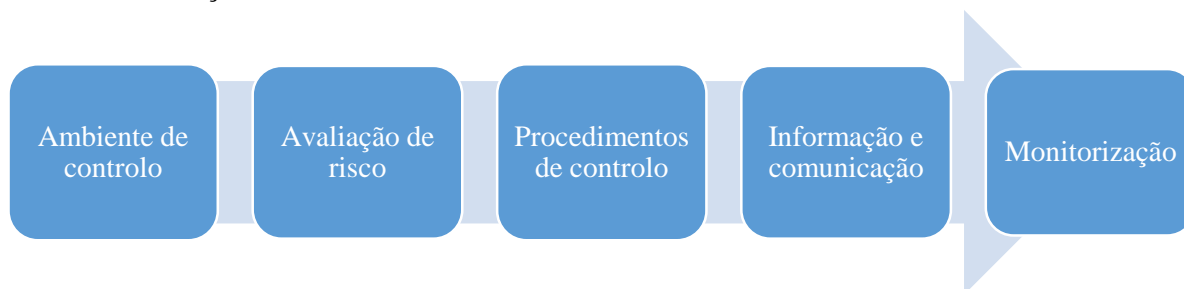 Ambiente de
controlo
Avaliação de
risco
Procedimentos
de controlo
Informação e
comunicação
Monitorização